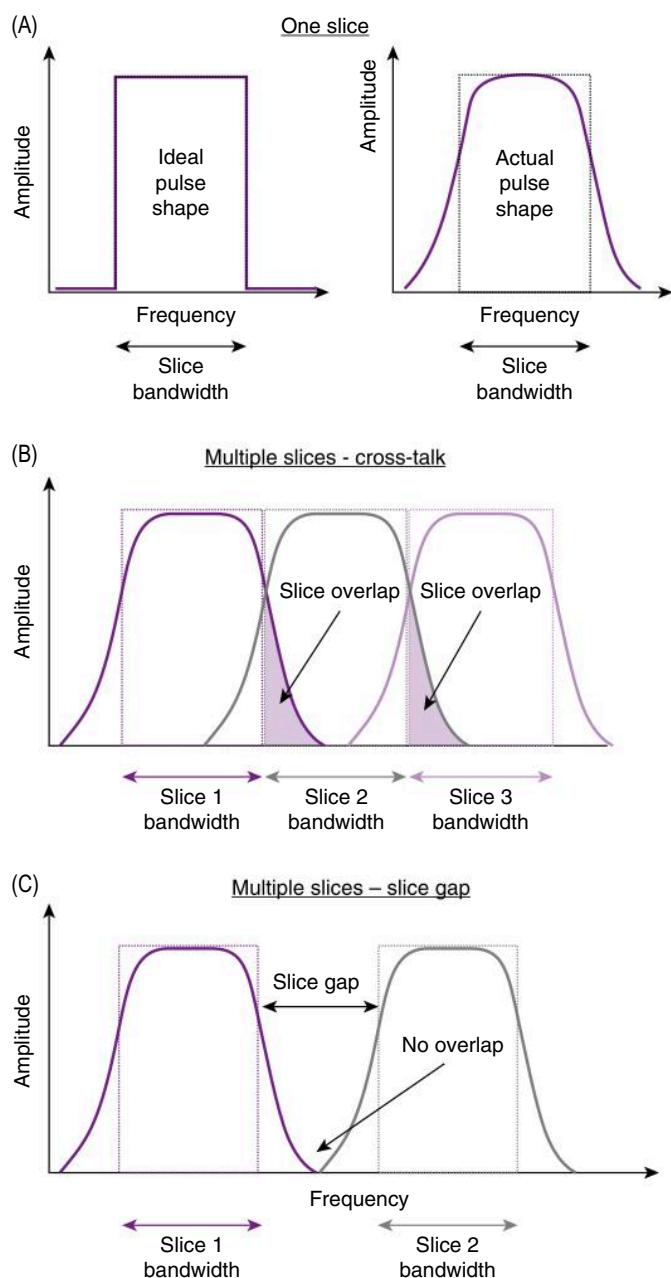 (A)
One slice
Amplitude
Ideal
pulse
shape
Frequency
Slice
bandwidth
Amplitude
Actual
pulse
shape
Frequency
Slice
bandwidth
(B)
Multiple slices - cross-talk
Amplitude
Slice overlap
Slice overlap
Slice 1
bandwidth
Slice 2
bandwidth
Slice 3
bandwidth
(C)
Multiple slices – slice gap
Amplitude
Slice gap
No overlap
Frequency
Slice 1
bandwidth
Slice 2
bandwidth